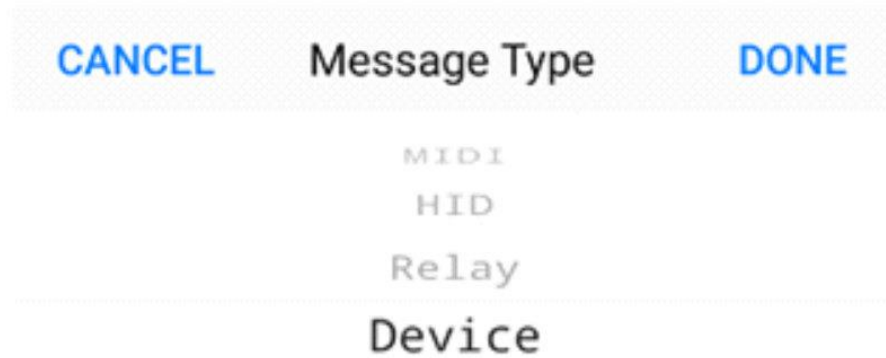 CANCEL Message Type DONE
MIDI
HID
Relay
Device